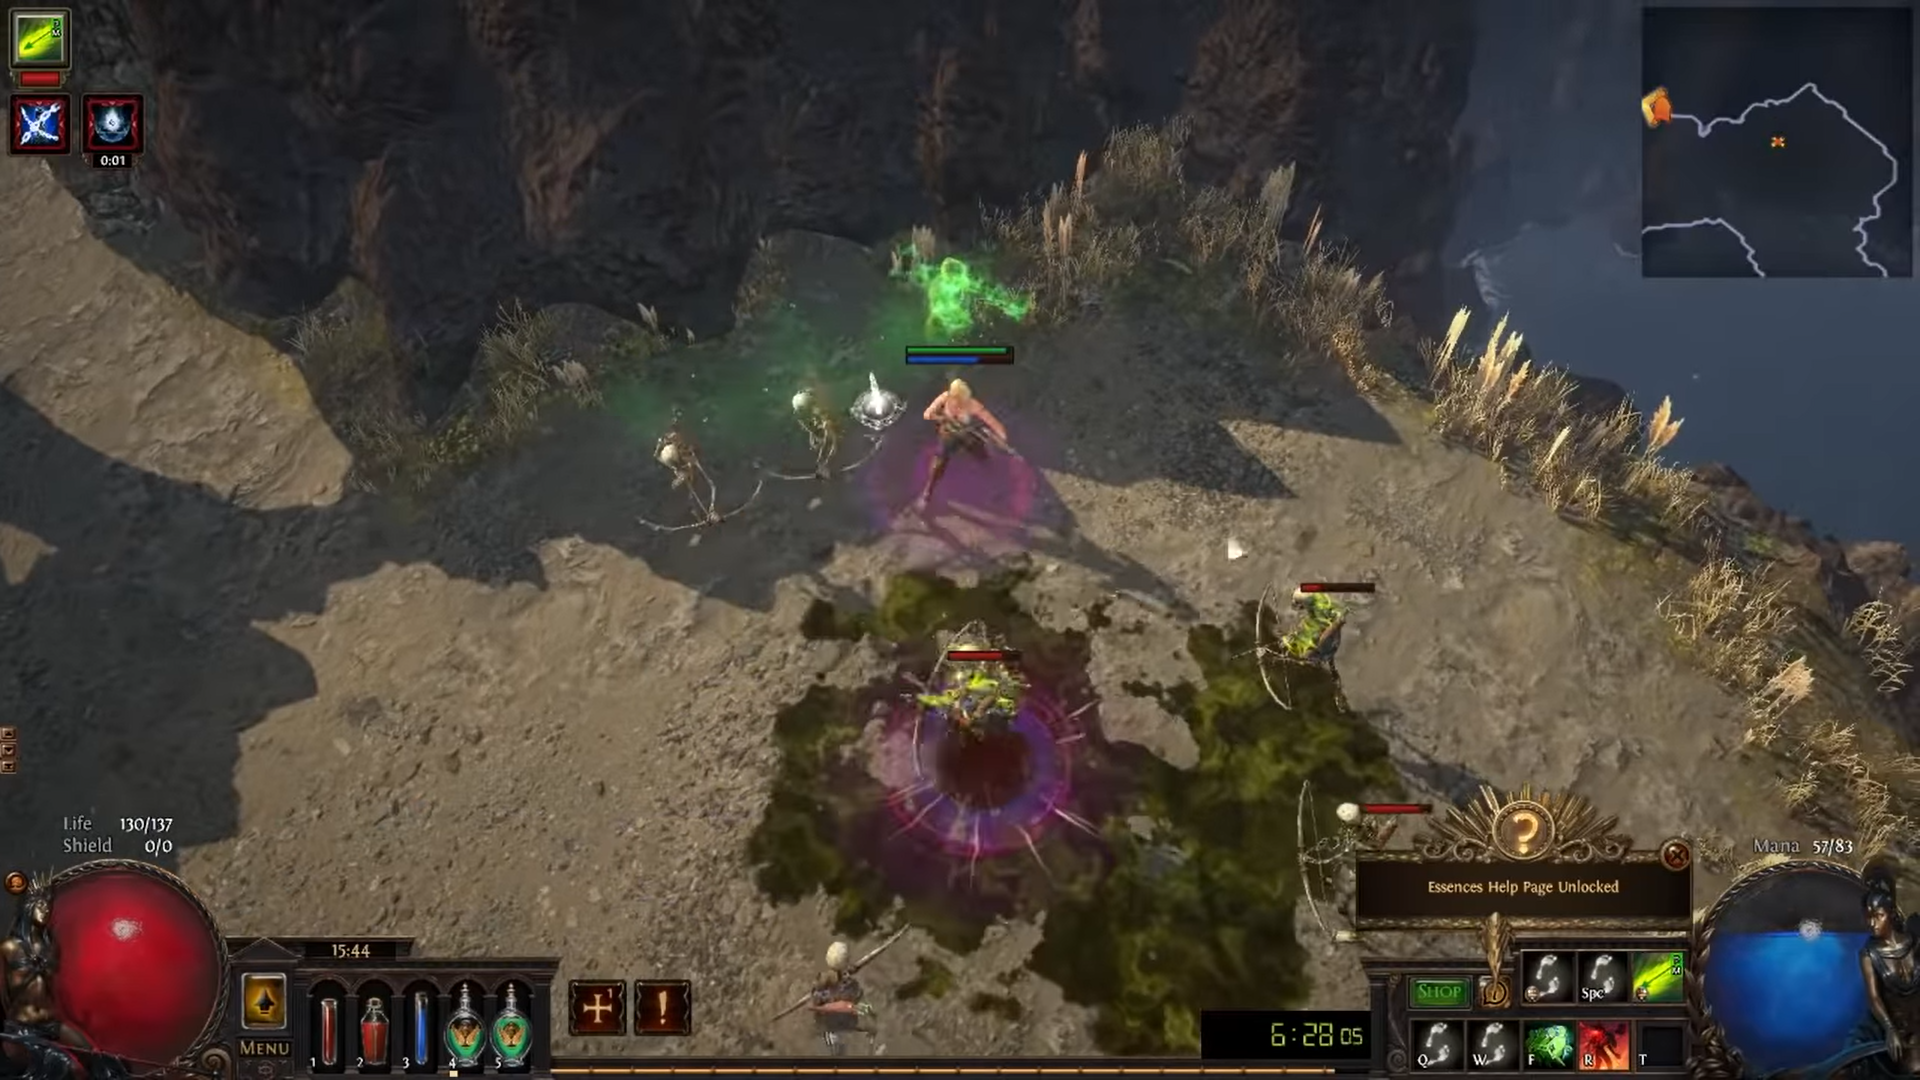 M
0:01
Life 130/137
Shield 0/0
Mana 57/83
Essences Help Page Unlocked
15:44
MENU
1
2
3
4
5
1
SHOP
Spc
M
6:28 05
Q
W
F
R
T